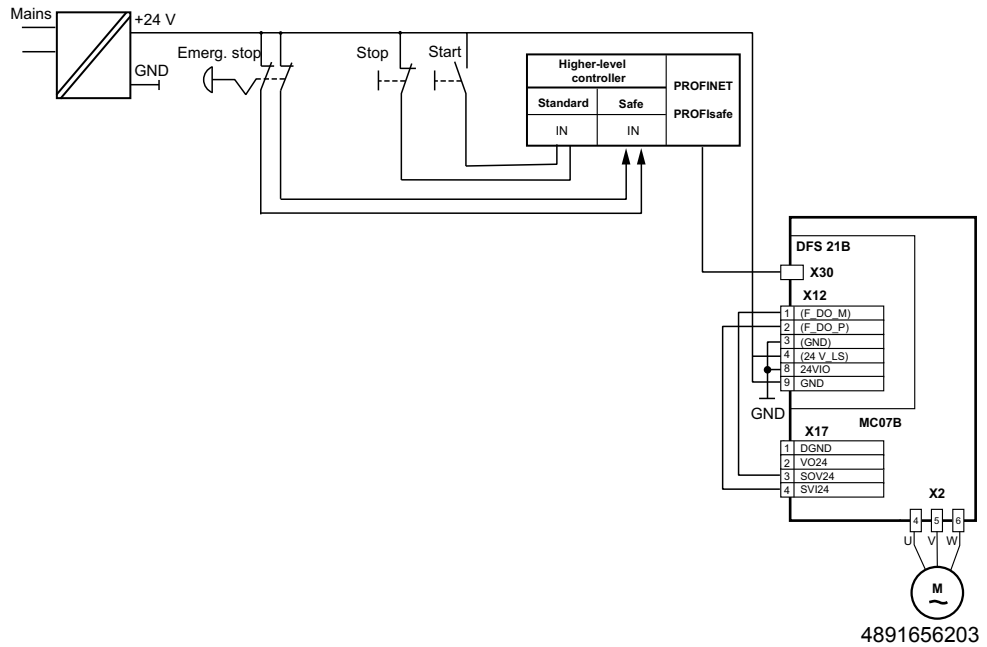 Mains
+24 V
GND
Emerg. stop
Stop
Start
Higher-level
controller
PROFINET
PROFIsafe
Standard
Safe
IN
IN
DFS 21B
X30
X12
1 (F_DO_M)
2 (F_DO_P)
3 (GND)
4 (24 V_LS)
8 24VIO
9 GND
GND
MC07B
X17
1 DGND
2 VO24
3 SOV24
4 SVI24
X2
4 5 6
U V W
M
~
4891656203